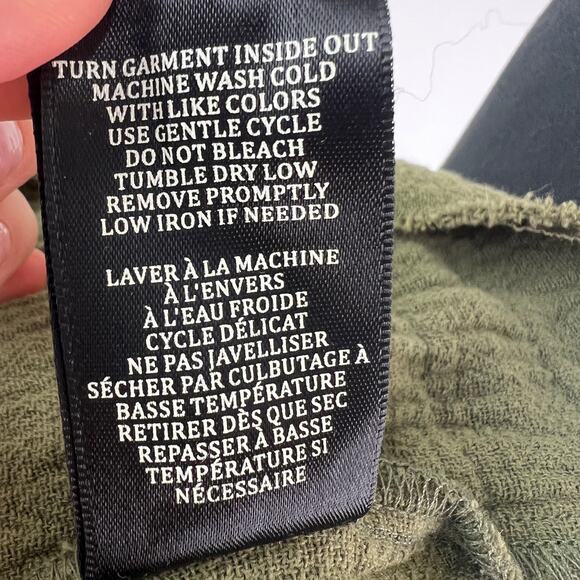 TURN GARMENT INSIDE OUT
MACHINE WASH COLD
WITH LIKE COLORS
USE GENTLE CYCLE
DO NOT BLEACH
TUMBLE DRY LOW
REMOVE PROMPTLY
LOW IRON IF NEEDED
LAVER À LA MACHINE
À L'ENVERS
À L'EAU FROIDE
CYCLE DÉLICAT
NE PAS JAVELLISER
SÉCHER PAR CULBUTAGE À
BASSE TEMPÉRATURE
RETIRER DÈS QUE SEC
REPASSER À BASSE
TEMPÉRATURE SI
NÉCESSAIRE